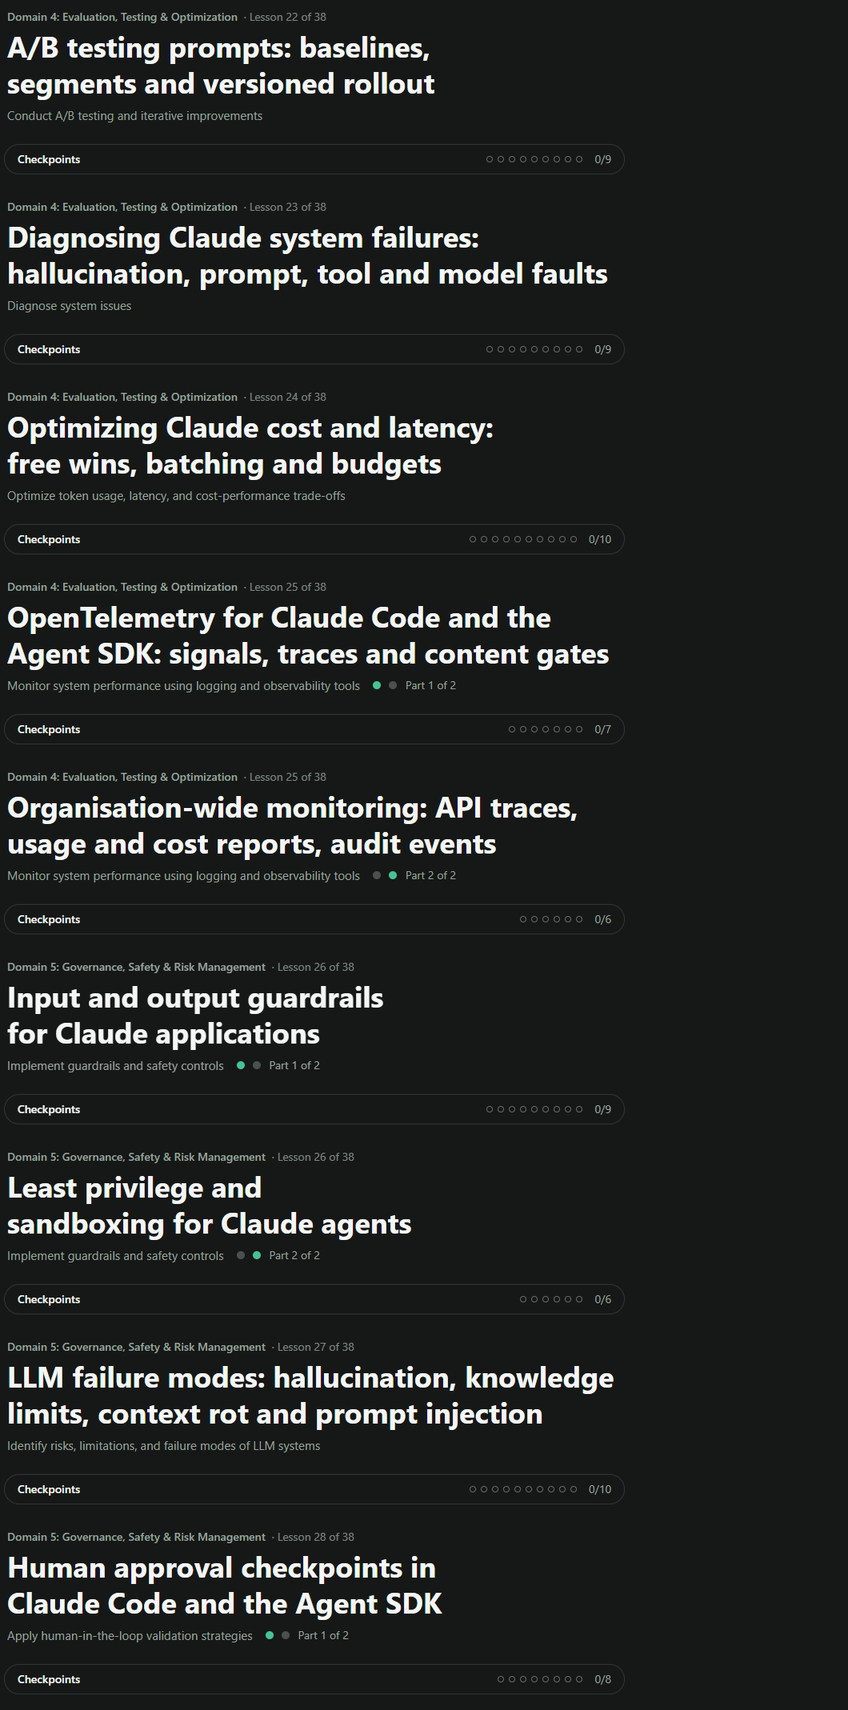 Domain 4: Evaluation, Testing & Optimization · Lesson 22 of 38
A/B testing prompts: baselines,
segments and versioned rollout
Conduct A/B testing and iterative improvements
Checkpoints 0/9
Domain 4: Evaluation, Testing & Optimization · Lesson 23 of 38
Diagnosing Claude system failures:
hallucination, prompt, tool and model faults
Diagnose system issues
Checkpoints 0/9
Domain 4: Evaluation, Testing & Optimization · Lesson 24 of 38
Optimizing Claude cost and latency:
free wins, batching and budgets
Optimize token usage, latency, and cost-performance trade-offs
Checkpoints 0/10
Domain 4: Evaluation, Testing & Optimization · Lesson 25 of 38
OpenTelemetry for Claude Code and the
Agent SDK: signals, traces and content gates
Monitor system performance using logging and observability tools Part 1 of 2
Checkpoints 0/7
Domain 4: Evaluation, Testing & Optimization · Lesson 25 of 38
Organisation-wide monitoring: API traces,
usage and cost reports, audit events
Monitor system performance using logging and observability tools Part 2 of 2
Checkpoints 0/6
Domain 5: Governance, Safety & Risk Management · Lesson 26 of 38
Input and output guardrails
for Claude applications
Implement guardrails and safety controls Part 1 of 2
Checkpoints 0/9
Domain 5: Governance, Safety & Risk Management · Lesson 26 of 38
Least privilege and
sandboxing for Claude agents
Implement guardrails and safety controls Part 2 of 2
Checkpoints 0/6
Domain 5: Governance, Safety & Risk Management · Lesson 27 of 38
LLM failure modes: hallucination, knowledge
limits, context rot and prompt injection
Identify risks, limitations, and failure modes of LLM systems
Checkpoints 0/10
Domain 5: Governance, Safety & Risk Management · Lesson 28 of 38
Human approval checkpoints in
Claude Code and the Agent SDK
Apply human-in-the-loop validation strategies Part 1 of 2
Checkpoints 0/8